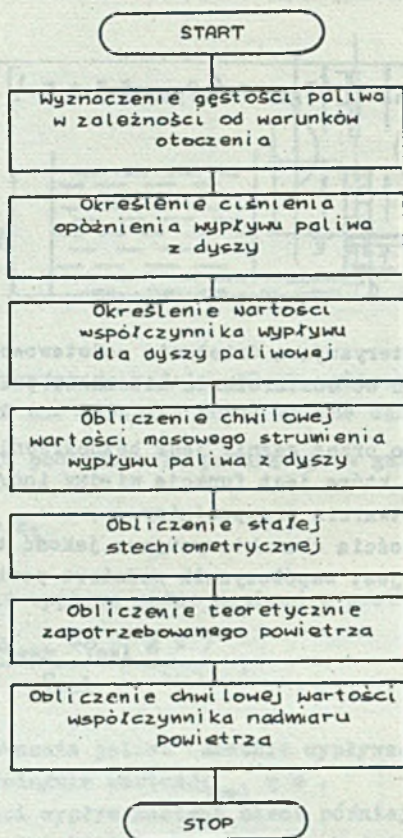 START
Wyznaczenie gęstości paliwa
w zależności od warunków
otoczenia
Określenie ciśnienia
opóźnienia wypływu paliwa
z dyszy
Określenie wartości
współczynnika wypływu
dla dyszy paliwowej
Obliczenie chwilowej
wartości masowego strumienia
wypływu paliwa z dyszy
Obliczenie stałej
stechiometrycznej
Obliczenie teoretycznie
zapotrzebowanego powietrza
Obliczenie chwilowej wartości
współczynnika nadmiaru
powietrza
STOP